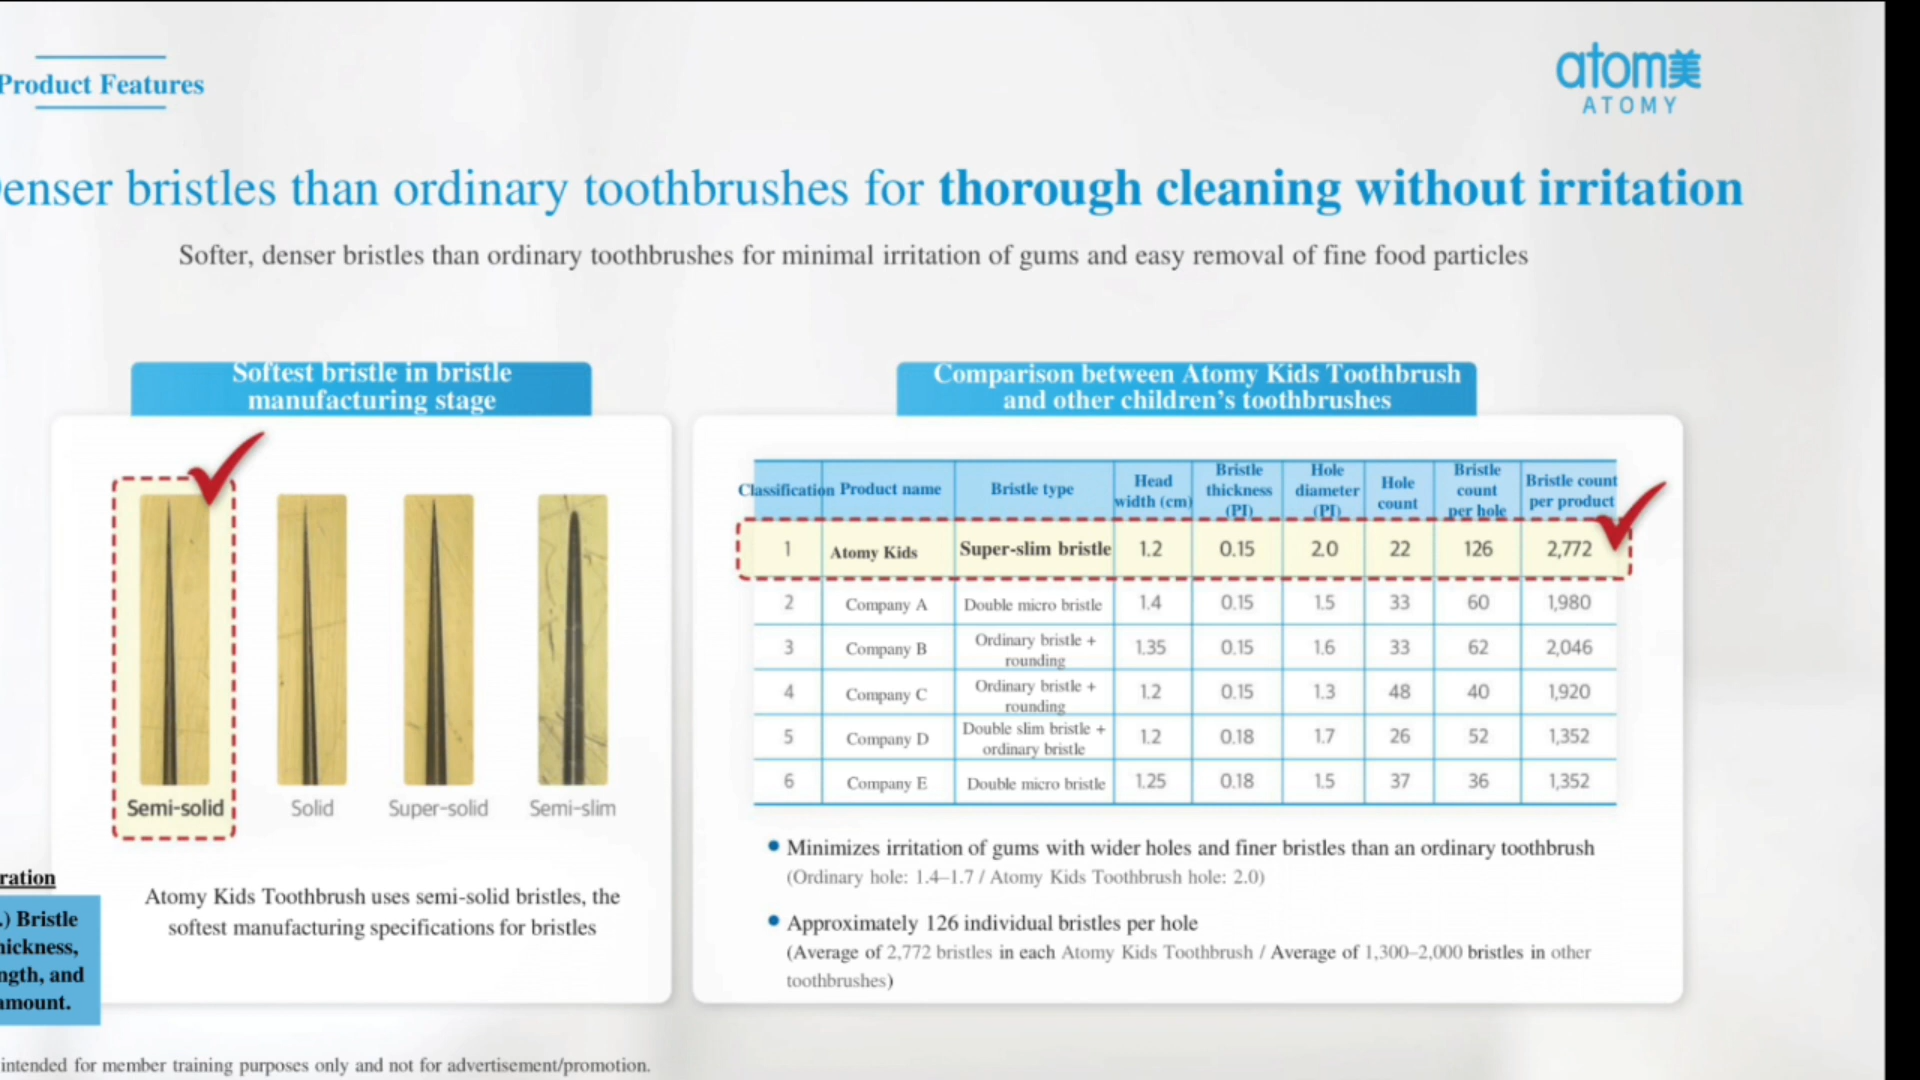 Product Features
atom美
ATOMY
enser bristles than ordinary toothbrushes for thorough cleaning without irritation
Softer, denser bristles than ordinary toothbrushes for minimal irritation of gums and easy removal of fine food particles
Softest bristle in bristle
manufacturing stage
Semi-solid Solid Super-solid Semi-slim
Atomy Kids Toothbrush uses semi-solid bristles, the
softest manufacturing specifications for bristles
ration
.) Bristle
hickness,
ngth, and
amount.
Comparison between Atomy Kids Toothbrush
and other children's toothbrushes
Classification Product name Bristle type Head width (cm) Bristle thickness (PI) Hole diameter (PI) Hole count Bristle count per hole Bristle count per product
1 Atomy Kids Super-slim bristle 1.2 0.15 2.0 22 126 2,772
2 Company A Double micro bristle 1.4 0.15 1.5 33 60 1,980
3 Company B Ordinary bristle + rounding 1.35 0.15 1.6 33 62 2,046
4 Company C Ordinary bristle + rounding 1.2 0.15 1.3 48 40 1,920
5 Company D Double slim bristle + ordinary bristle 1.2 0.18 1.7 26 52 1,352
6 Company E Double micro bristle 1.25 0.18 1.5 37 36 1,352
Minimizes irritation of gums with wider holes and finer bristles than an ordinary toothbrush
(Ordinary hole: 1.4–1.7 / Atomy Kids Toothbrush hole: 2.0)
Approximately 126 individual bristles per hole
(Average of 2,772 bristles in each Atomy Kids Toothbrush / Average of 1,300–2,000 bristles in other
toothbrushes)
intended for member training purposes only and not for advertisement/promotion.